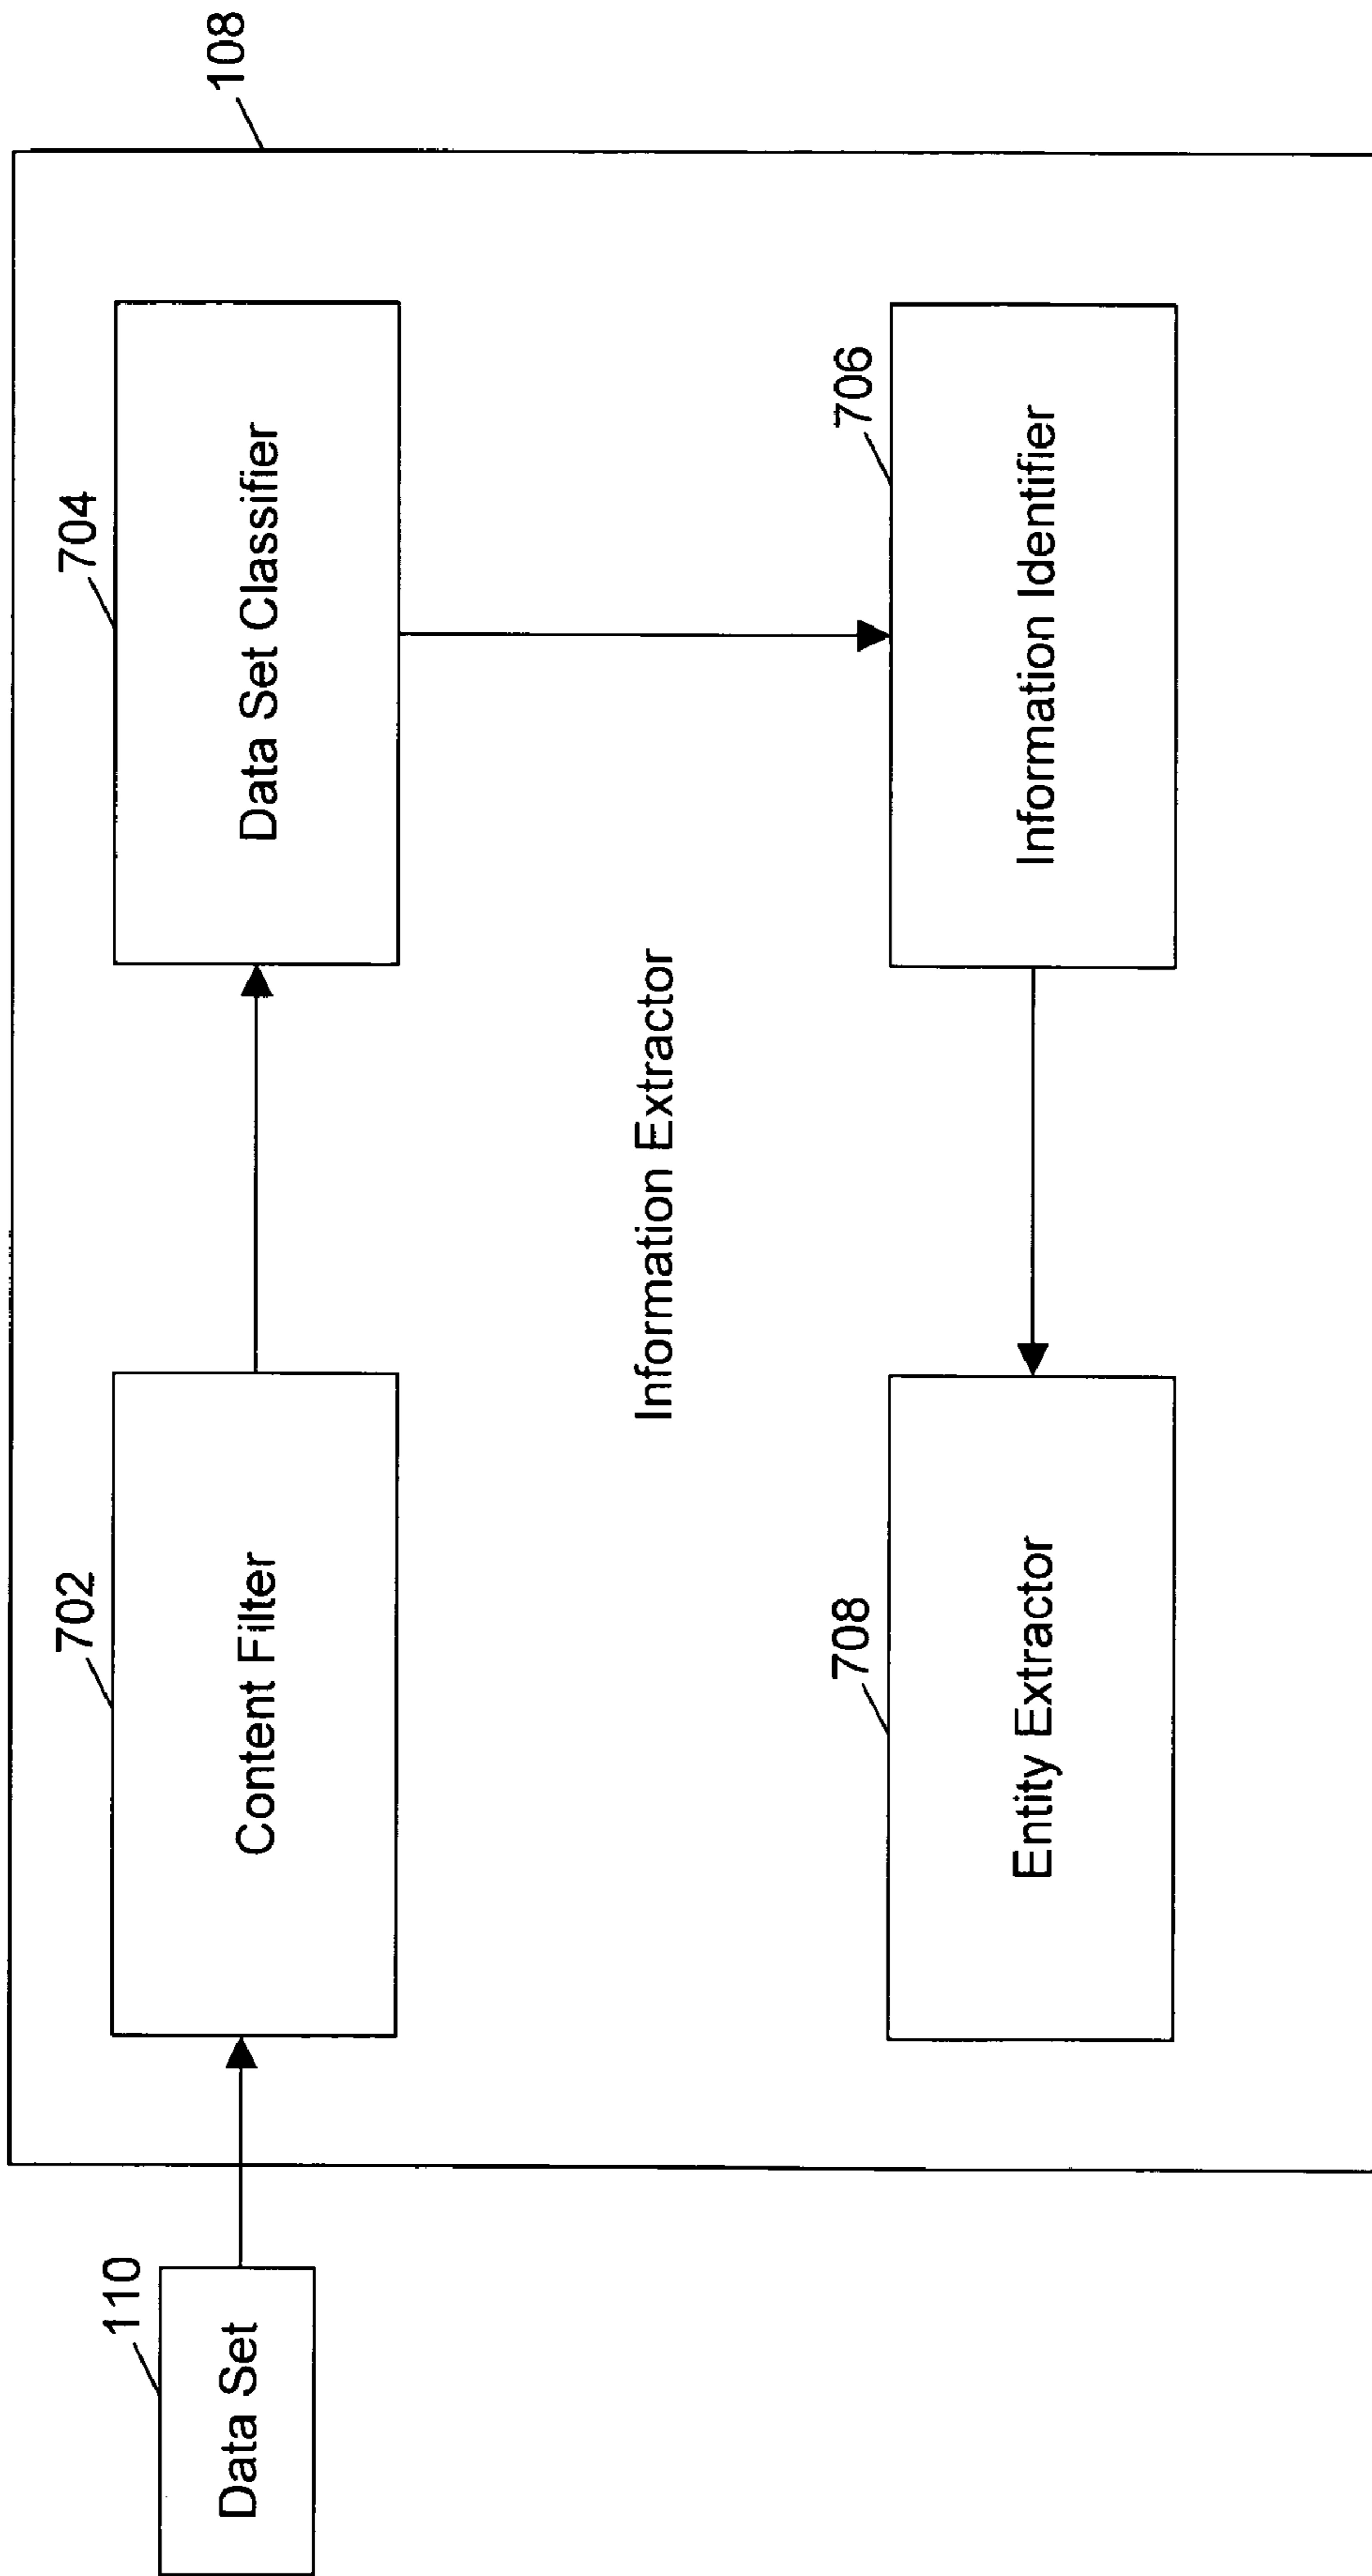 108
704
Data Set Classifier
706
Information Identifier
Information Extractor
702
Content Filter
708
Entity Extractor
110
Data Set